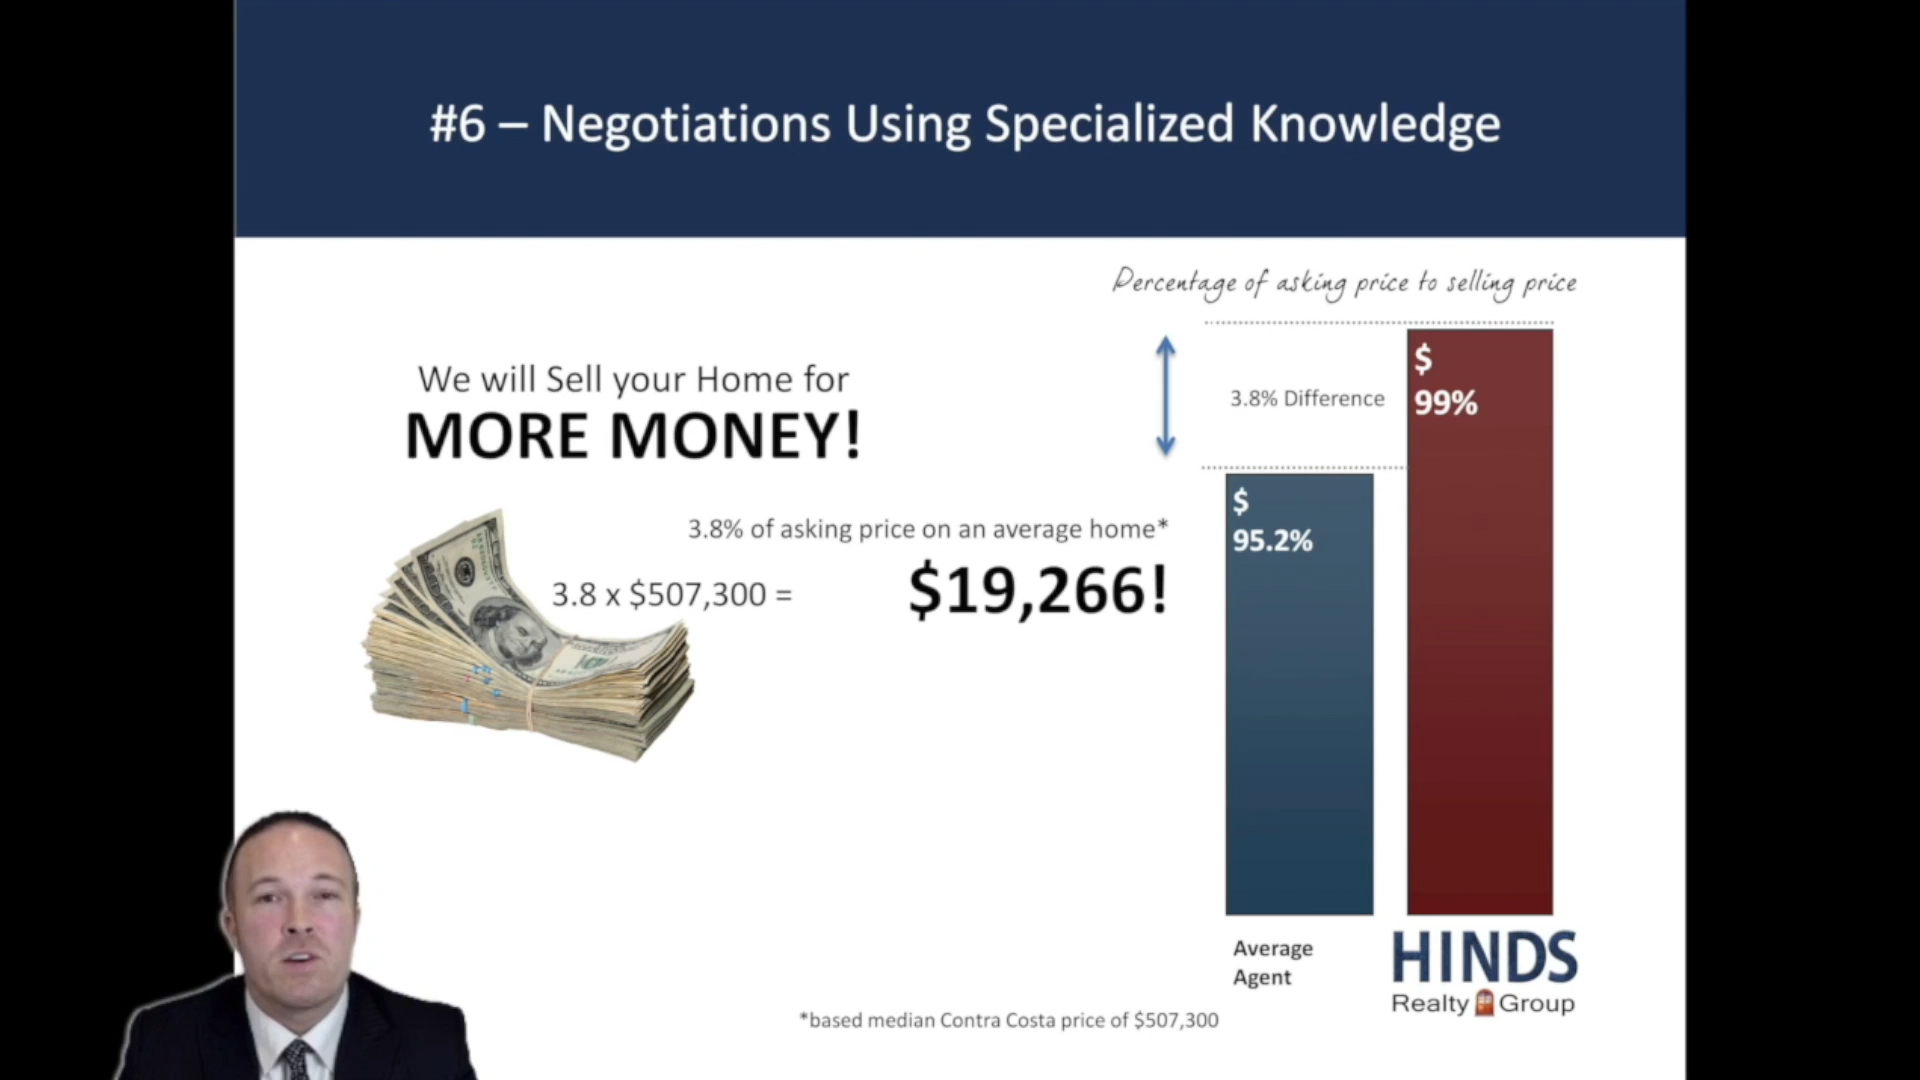 #6 – Negotiations Using Specialized Knowledge
Percentage of asking price to selling price
We will Sell your Home for
MORE MONEY!
3.8% Difference
$
99%
$
95.2%
3.8% of asking price on an average home*
3.8 x $507,300 =
$19,266!
Average
Agent
HINDS
Realty Group
*based median Contra Costa price of $507,300